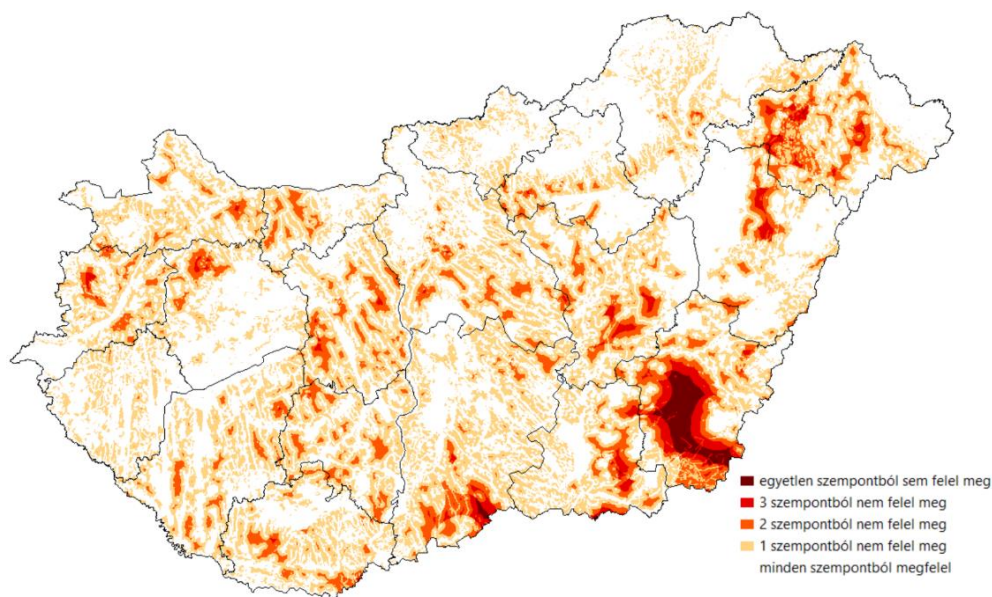 egyetlen szempontból sem felel meg
3 szempontból nem felel meg
2 szempontból nem felel meg
1 szempontból nem felel meg
minden szempontból megfelel